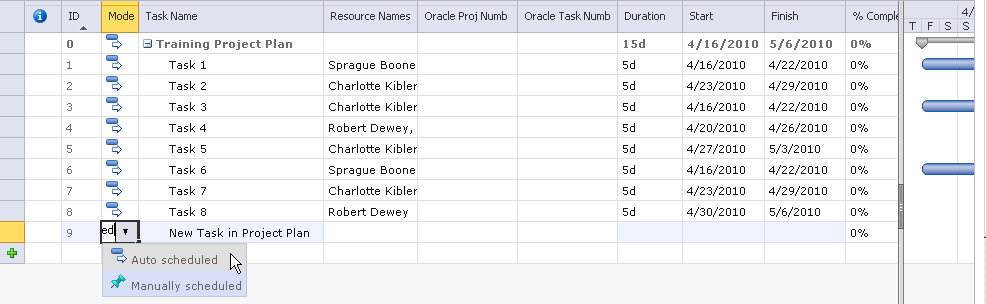 ID Mode Task Name Resource Names Oracle Proj Numb Oracle Task Numb Duration Start Finish % Comple 4/
T F S S
0 Training Project Plan 15d 4/16/2010 5/6/2010 0%
1 Task 1 Sprague Boone 5d 4/16/2010 4/22/2010 0%
2 Task 2 Charlotte Kibler 5d 4/23/2010 4/29/2010 0%
3 Task 3 Charlotte Kibler 5d 4/16/2010 4/22/2010 0%
4 Task 4 Robert Dewey, 5d 4/20/2010 4/26/2010 0%
5 Task 5 Charlotte Kibler 5d 4/27/2010 5/3/2010 0%
6 Task 6 Sprague Boone 5d 4/16/2010 4/22/2010 0%
7 Task 7 Charlotte Kibler 5d 4/23/2010 4/29/2010 0%
8 Task 8 Robert Dewey 5d 4/30/2010 5/6/2010 0%
9 ed New Task in Project Plan 0%
Auto scheduled
Manually scheduled